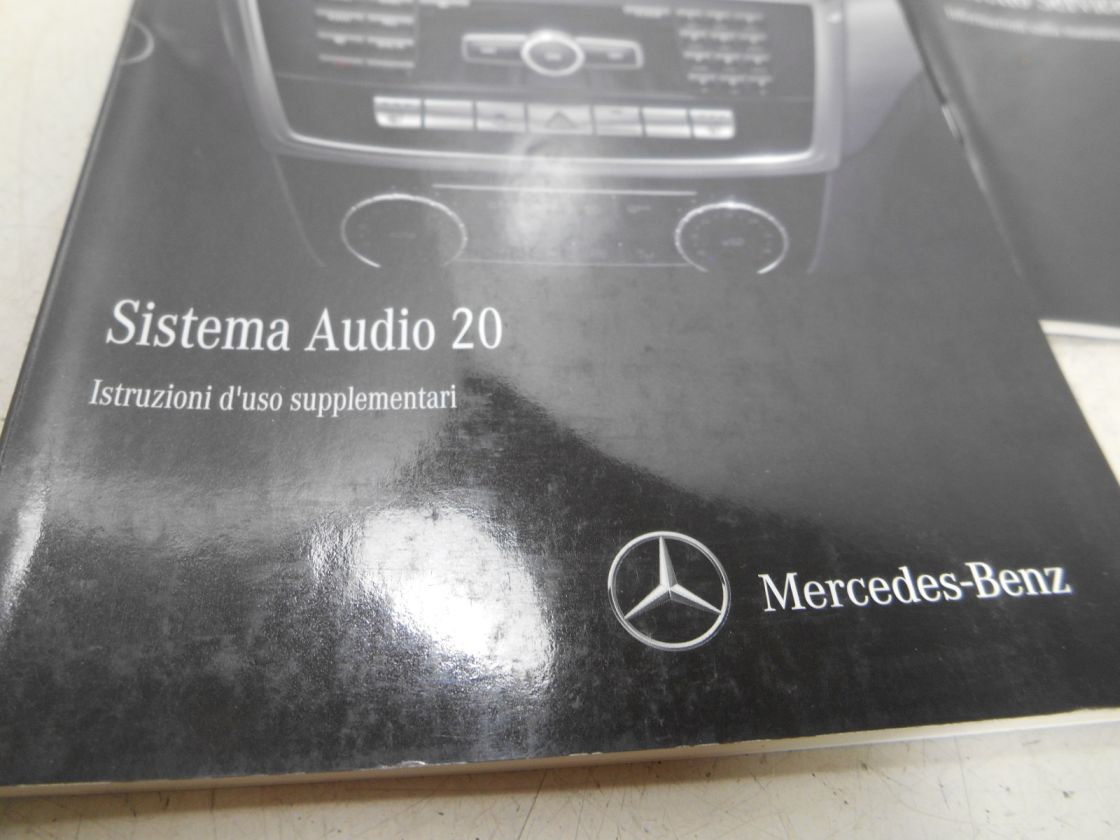 Sistema Audio 20
Istruzioni d'uso supplementari
Mercedes-Benz